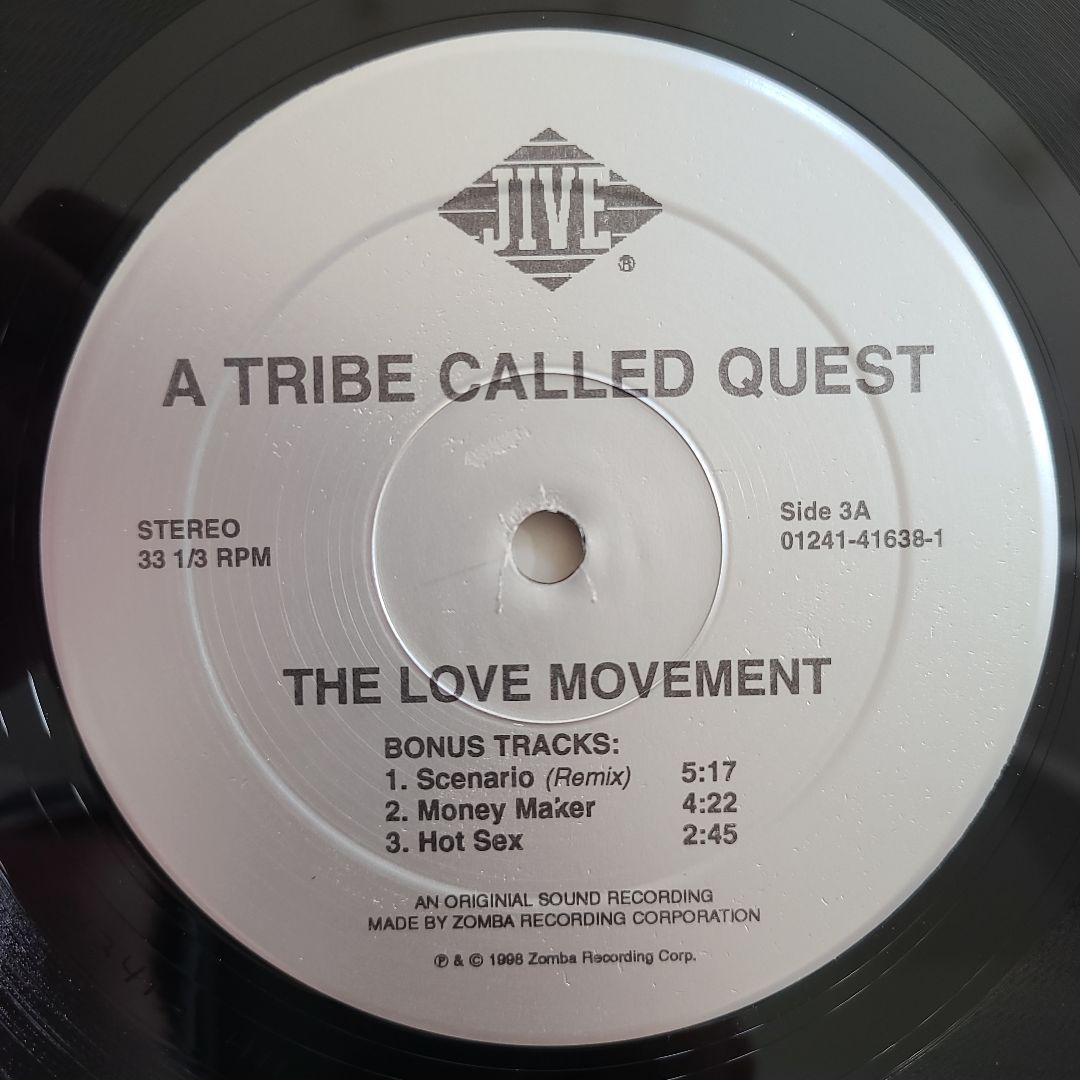 JIVE
®
A TRIBE CALLED QUEST
STEREO
33 1/3 RPM
Side 3A
01241-41638-1
THE LOVE MOVEMENT
BONUS TRACKS:
1. Scenario (Remix) 5:17
2. Money Maker 4:22
3. Hot Sex 2:45
AN ORIGINIAL SOUND RECORDING
MADE BY ZOMBA RECORDING CORPORATION
℗ & © 1998 Zomba Recording Corp.